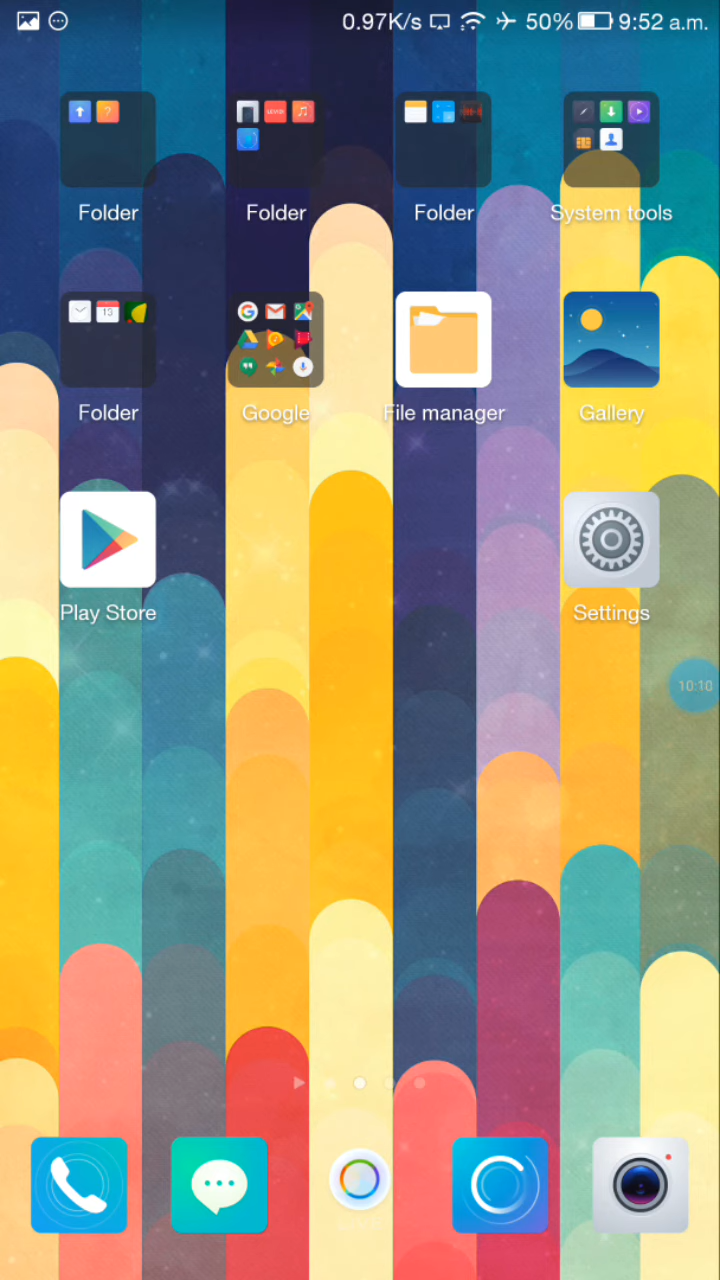 0.97K/s 50% 9:52 a.m.
Folder Folder Folder System tools
13
Folder Google File manager Gallery
Play Store Settings
10:10